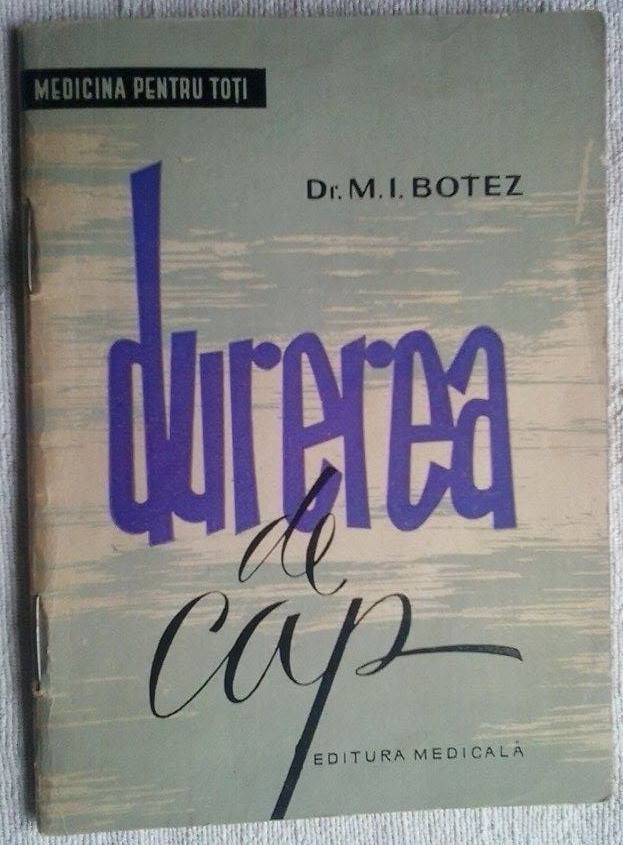 MEDICINA PENTRU TOȚI
Dr. M. I. BOTEZ
durerea
de
cap
EDITURA MEDICALĂ